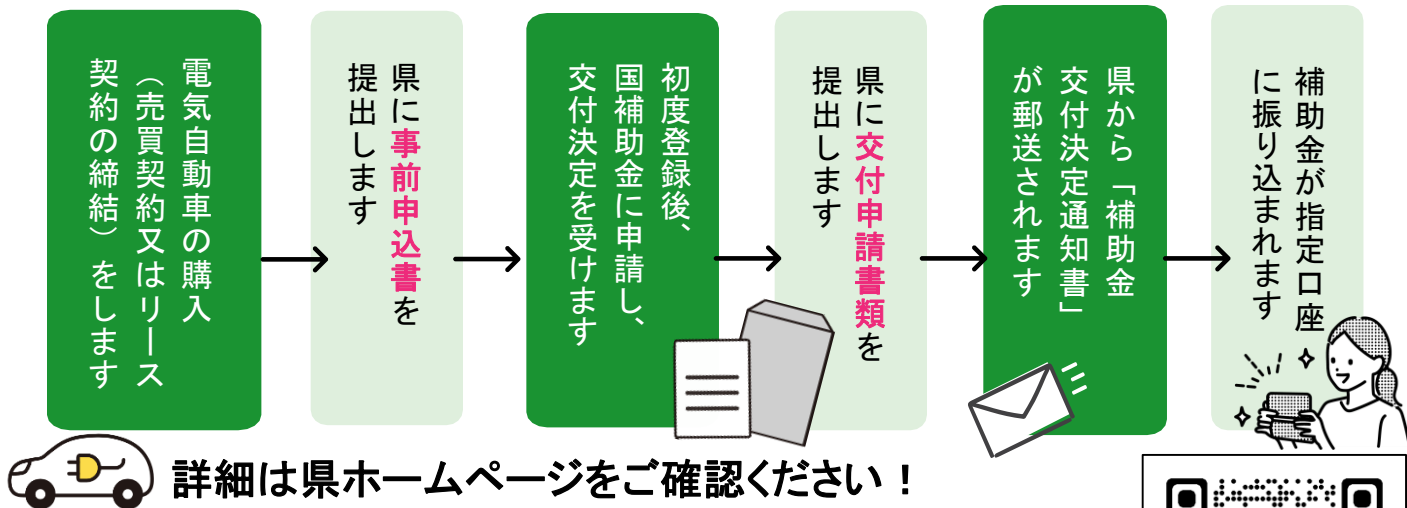 電気自動車の購入
（売買契約又はリース
契約の締結）をします
県に事前申込書を
提出します
初度登録後、
国補助金に申請し、
交付決定を受けます
県に交付申請書類を
提出します
県から「補助金
交付決定通知書」
が郵送されます
補助金が指定口座
に振り込まれます
詳細は県ホームページをご確認ください！